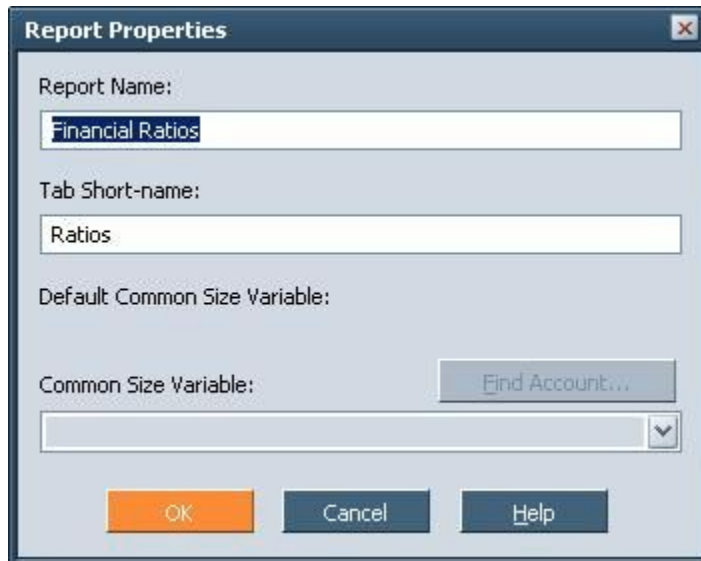 Report Properties
Report Name:
Financial Ratios
Tab Short-name:
Ratios
Default Common Size Variable:
Common Size Variable:
Find Account...
OK
Cancel
Help